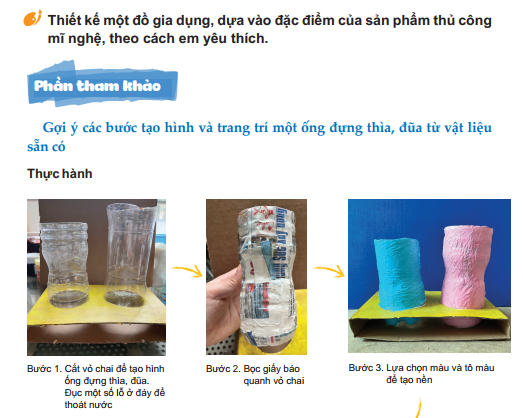 Thiết kế một đồ gia dụng, dựa vào đặc điểm của sản phẩm thủ công
mĩ nghệ, theo cách em yêu thích.
Phần tham khảo
Gợi ý các bước tạo hình và trang trí một ống đựng thìa, đũa từ vật liệu
sẵn có
Thực hành
Bước 1. Cắt vỏ chai để tạo hình
ống đựng thìa, đũa.
Đục một số lỗ ở đáy để
thoát nước
Bước 2. Bọc giấy báo
quanh vỏ chai
Bước 3. Lựa chọn màu và tô màu
để tạo nền